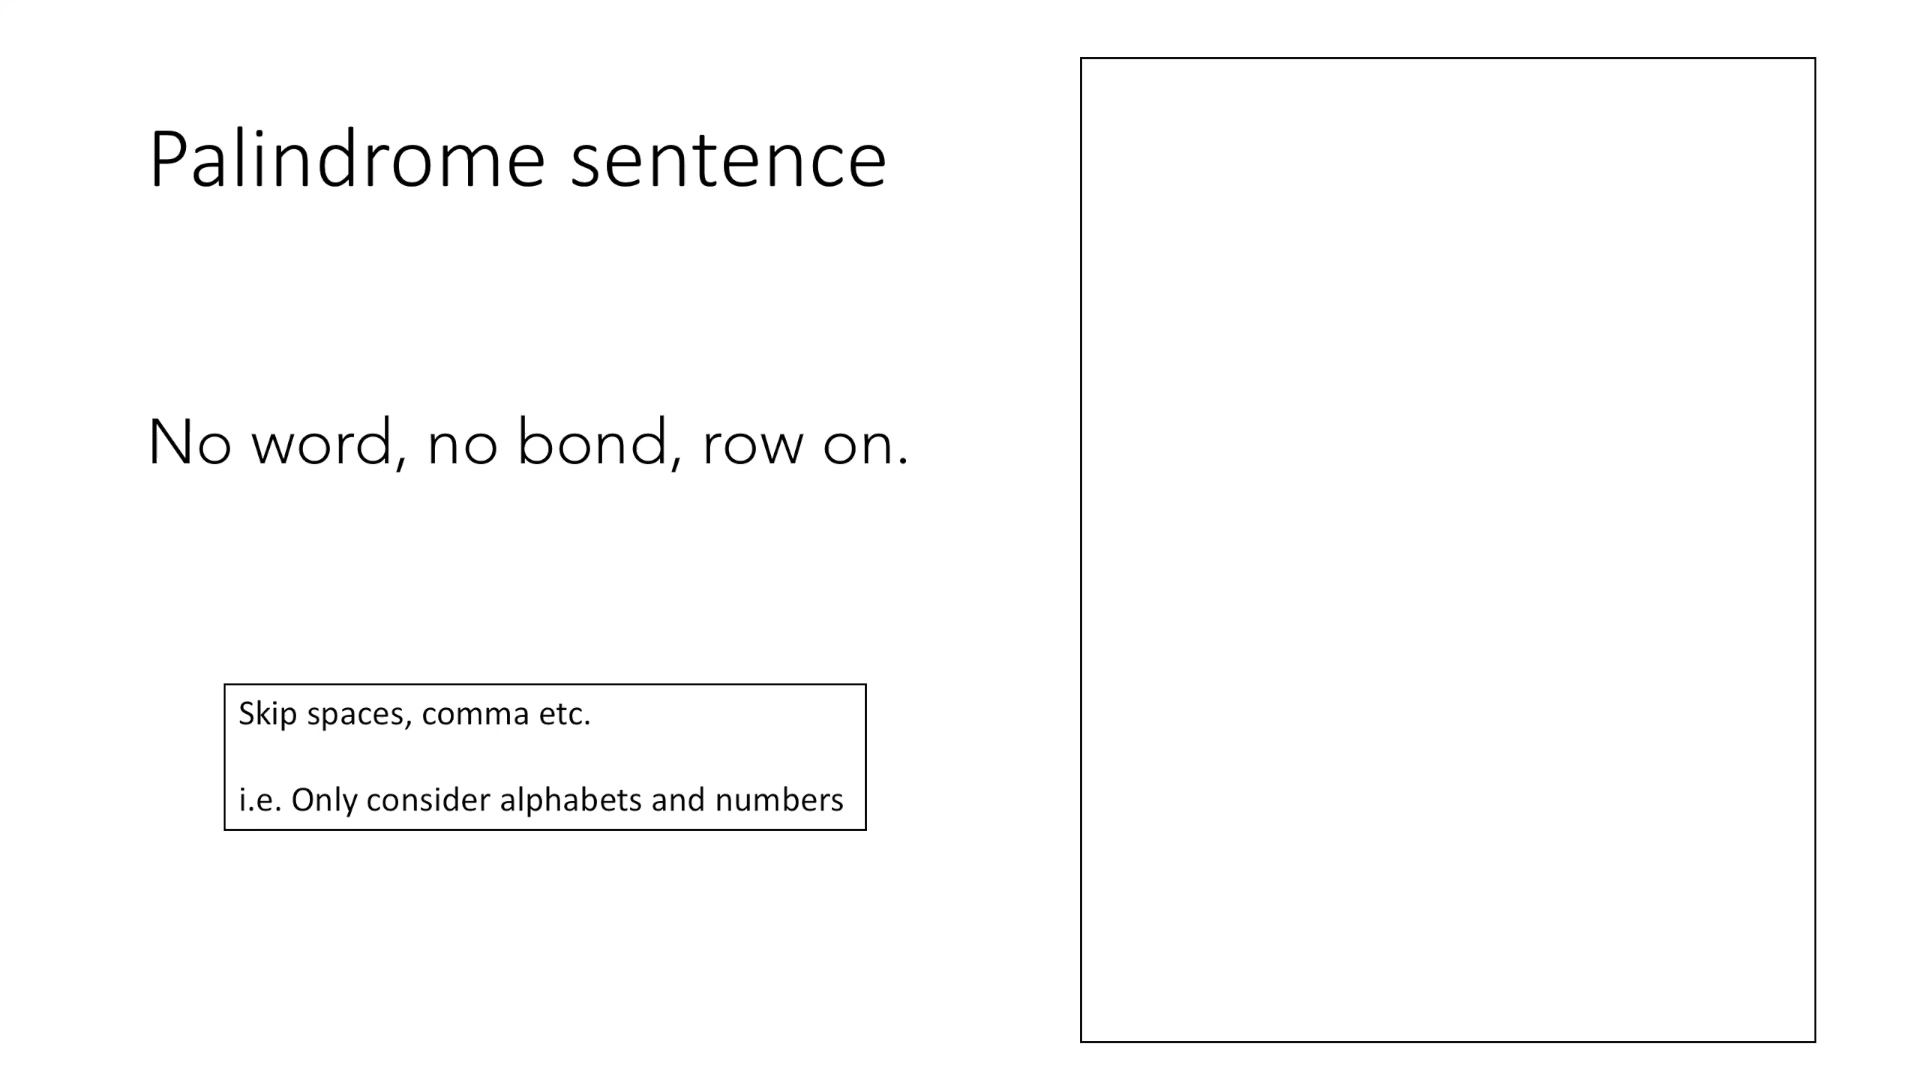 Palindrome sentence
No word, no bond, row on.
Skip spaces, comma etc.
i.e. Only consider alphabets and numbers